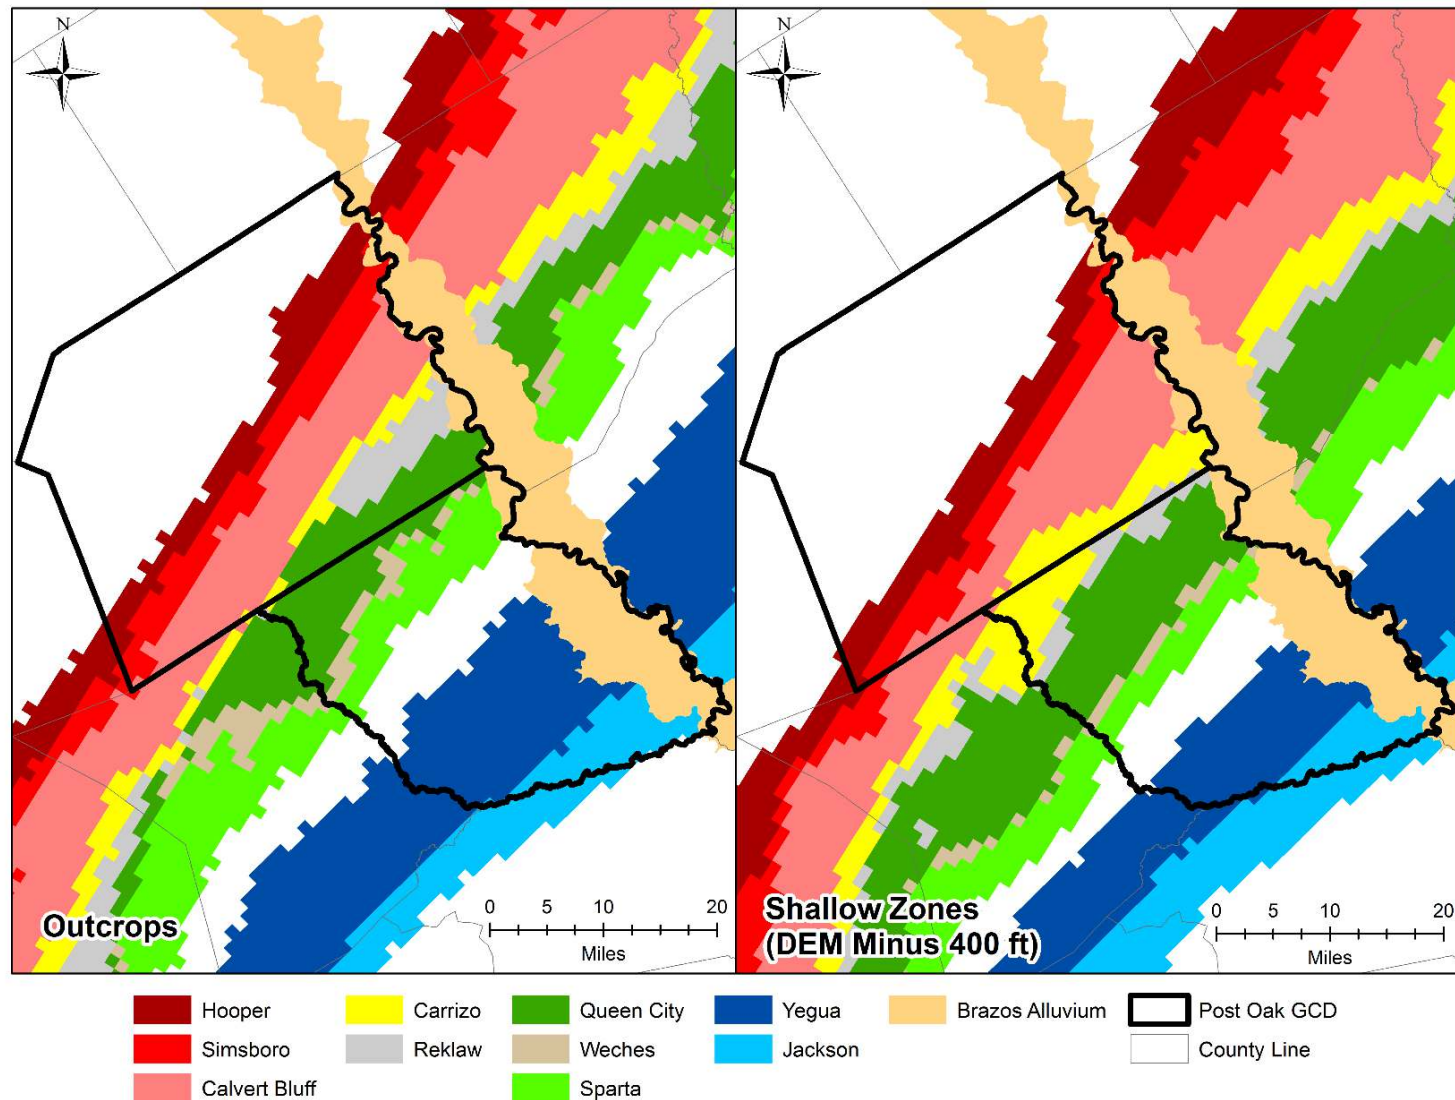 N
N
Outcrops
0 5 10 20
Miles
Shallow Zones
(DEM Minus 400 ft)
0 5 10 20
Miles
Hooper
Carrizo
Queen City
Yegua
Brazos Alluvium
Post Oak GCD
Simsboro
Reklaw
Weches
Jackson
County Line
Calvert Bluff
Sparta